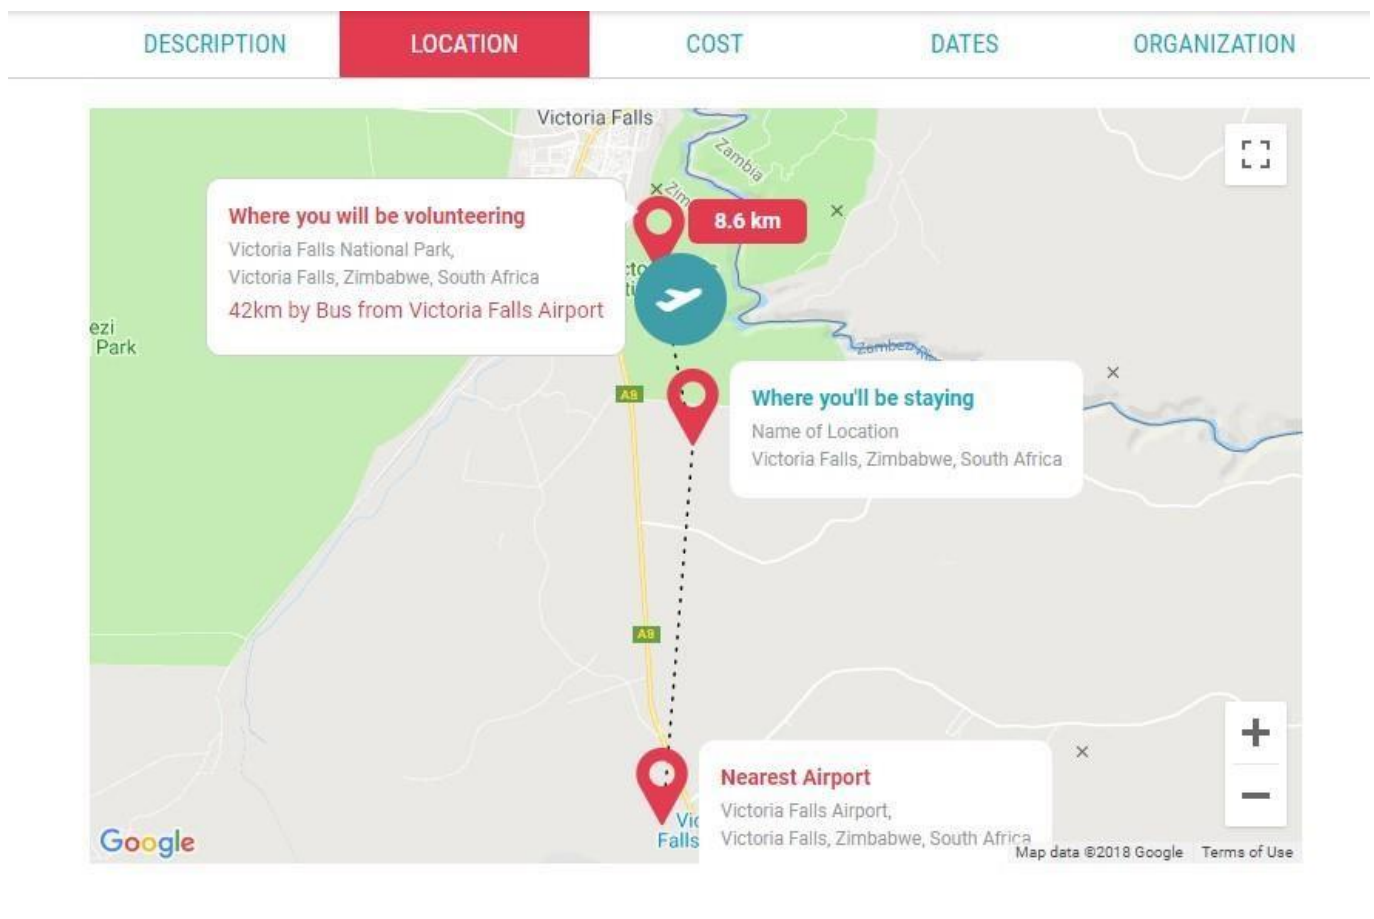 DESCRIPTION
LOCATION
COST
DATES
ORGANIZATION
Victoria Falls
Zambia
Where you will be volunteering
Victoria Falls National Park,
Victoria Falls, Zimbabwe, South Africa
42km by Bus from Victoria Falls Airport
8.6 km
ezi
Park
A8
Where you'll be staying
Name of Location
Victoria Falls, Zimbabwe, South Africa
A8
Nearest Airport
Victoria Falls Airport,
Victoria Falls, Zimbabwe, South Africa
Vic
Falls
Google
Map data ©2018 Google
Terms of Use